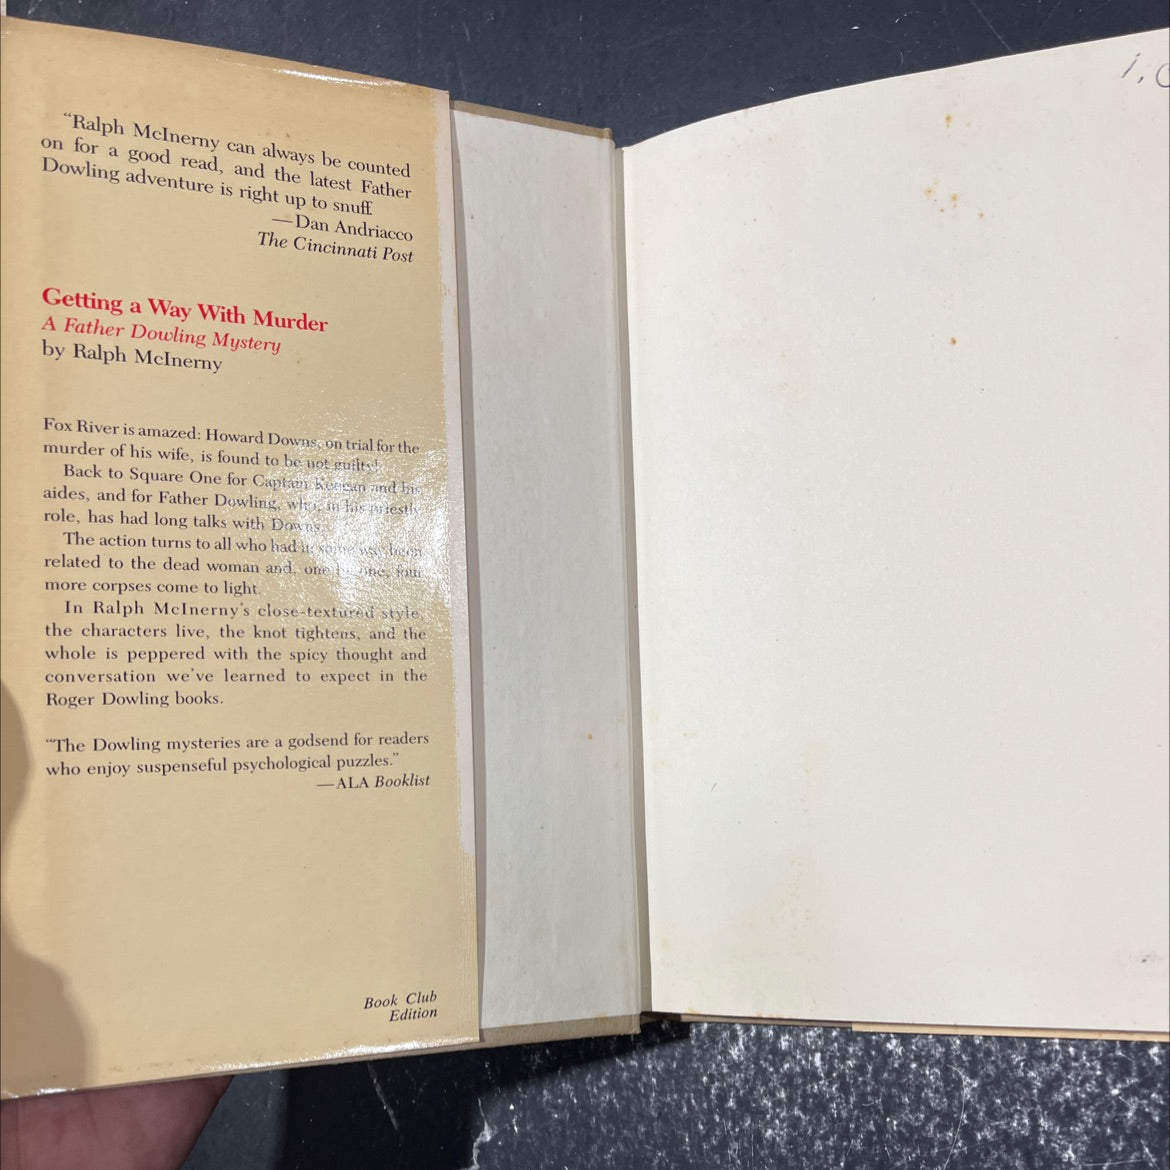 “Ralph McInerny can always be counted
on for a good read, and the latest Father
Dowling adventure is right up to snuff.
—Dan Andriacco
The Cincinnati Post
Getting a Way With Murder
A Father Dowling Mystery
by Ralph McInerny
Fox River is amazed: Howard Downs, on trial for the
murder of his wife, is found to be not guilty!
Back to Square One for Captain Keegan and his
aides, and for Father Dowling, who, in his priestly
role, has had long talks with Downs.
The action turns to all who had in some way been
related to the dead woman and, one by one, four
more corpses come to light.
In Ralph McInerny’s close-textured style,
the characters live, the knot tightens, and the
whole is peppered with the spicy thought and
conversation we’ve learned to expect in the
Roger Dowling books.
“The Dowling mysteries are a godsend for readers
who enjoy suspenseful psychological puzzles.”
—ALA Booklist
Book Club
Edition